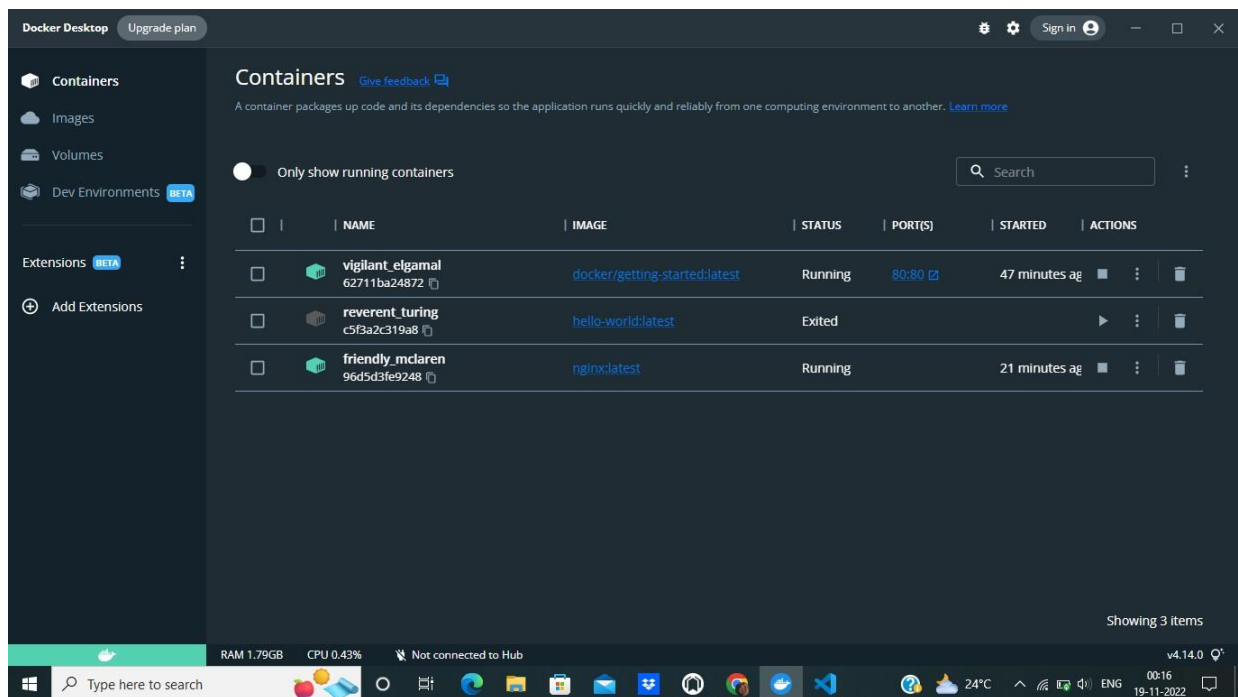 Docker Desktop Upgrade plan Sign in
Containers
Images
Volumes
Dev Environments BETA
Extensions BETA
Add Extensions
Containers Give feedback
A container packages up code and its dependencies so the application runs quickly and reliably from one computing environment to another. Learn more
Only show running containers Search
NAME IMAGE STATUS PORT(S) STARTED ACTIONS
vigilant_elgamal docker/getting-started:latest Running 80:80 47 minutes ag
62711ba24872
reverent_turing hello-world:latest Exited
c5f3a2c319a8
friendly_mclaren nginx:latest Running 21 minutes ag
96d5d3fe9248
Showing 3 items
RAM 1.79GB CPU 0.43% Not connected to Hub v4.14.0
Type here to search 24°C ENG 00:16
19-11-2022